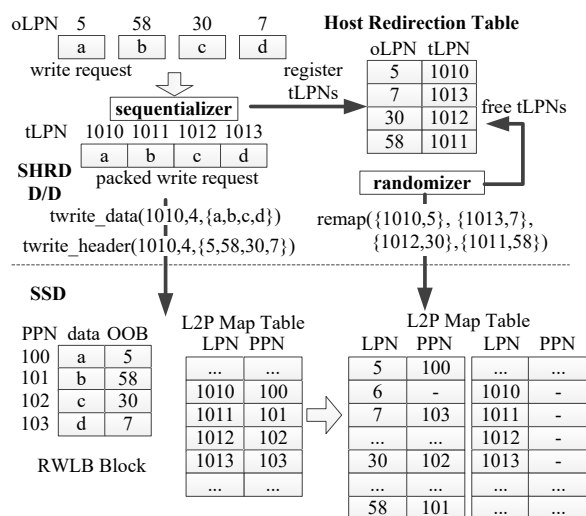 oLPN 5 58 30 7
a b c d
write request
sequentializer
tLPN 1010 1011 1012 1013
a b c d
packed write request
SHRD
D/D
twrite_data(1010,4,{a,b,c,d})
twrite_header(1010,4,{5,58,30,7})
Host Redirection Table
oLPN tLPN
5 1010
7 1013
30 1012
58 1011
register
tLPNs
free tLPNs
randomizer
remap({1010,5}, {1013,7},
{1012,30},{1011,58})
SSD
PPN data OOB
100 a 5
101 b 58
102 c 30
103 d 7
RWLB Block
L2P Map Table
LPN PPN
... ...
1010 100
1011 101
1012 102
1013 103
... ...
L2P Map Table
LPN PPN
5 100
6 -
7 103
... ...
30 102
... ...
58 101
LPN PPN
... ...
1010 -
1011 -
1012 -
1013 -
... ...